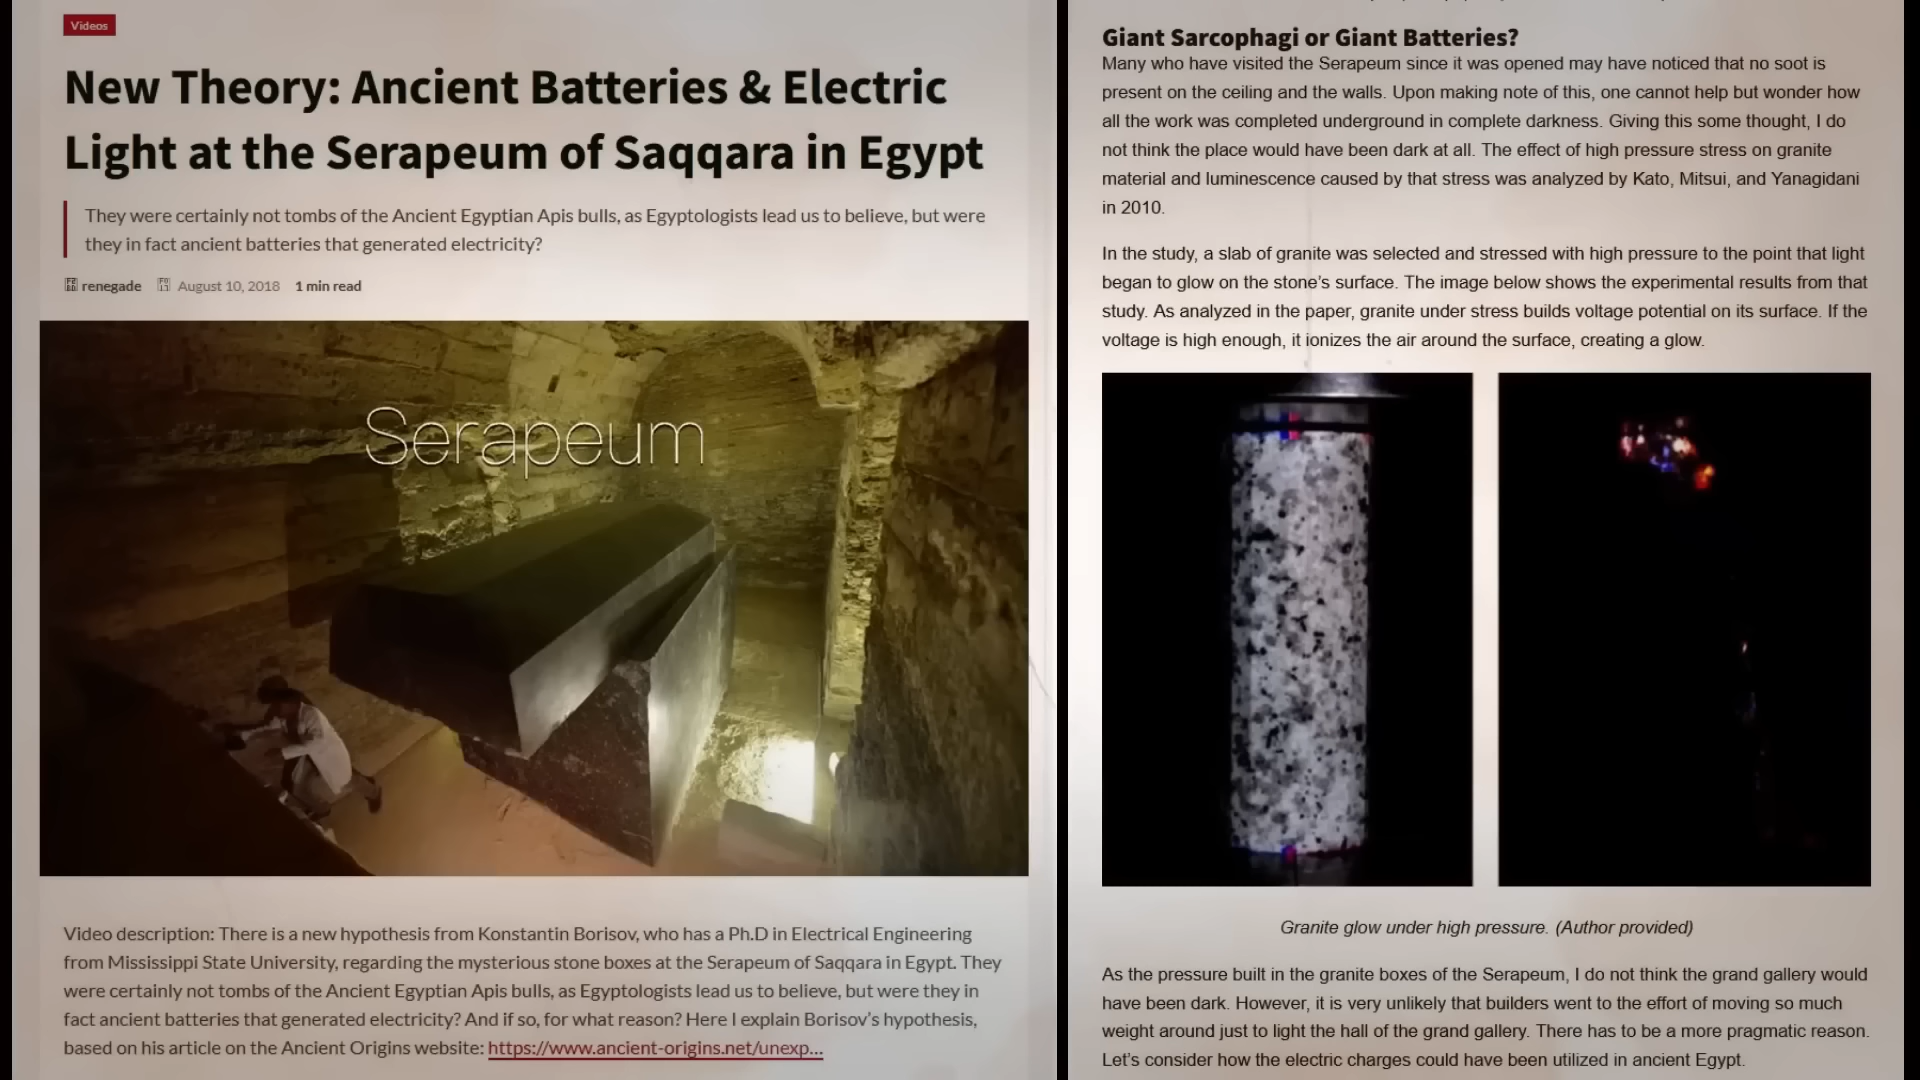 Videos
New Theory: Ancient Batteries & Electric
Light at the Serapeum of Saqqara in Egypt
They were certainly not tombs of the Ancient Egyptian Apis bulls, as Egyptologists lead us to believe, but were
they in fact ancient batteries that generated electricity?
renegade August 10, 2018 1 min read
Serapeum
Video description: There is a new hypothesis from Konstantin Borisov, who has a Ph.D in Electrical Engineering
from Mississippi State University, regarding the mysterious stone boxes at the Serapeum of Saqqara in Egypt. They
were certainly not tombs of the Ancient Egyptian Apis bulls, as Egyptologists lead us to believe, but were they in
fact ancient batteries that generated electricity? And if so, for what reason? Here I explain Borisov's hypothesis,
based on his article on the Ancient Origins website: https://www.ancient-origins.net/unexp...
Giant Sarcophagi or Giant Batteries?
Many who have visited the Serapeum since it was opened may have noticed that no soot is
present on the ceiling and the walls. Upon making note of this, one cannot help but wonder how
all the work was completed underground in complete darkness. Giving this some thought, I do
not think the place would have been dark at all. The effect of high pressure stress on granite
material and luminescence caused by that stress was analyzed by Kato, Mitsui, and Yanagidani
in 2010.
In the study, a slab of granite was selected and stressed with high pressure to the point that light
began to glow on the stone's surface. The image below shows the experimental results from that
study. As analyzed in the paper, granite under stress builds voltage potential on its surface. If the
voltage is high enough, it ionizes the air around the surface, creating a glow.
Granite glow under high pressure. (Author provided)
As the pressure built in the granite boxes of the Serapeum, I do not think the grand gallery would
have been dark. However, it is very unlikely that builders went to the effort of moving so much
weight around just to light the hall of the grand gallery. There has to be a more pragmatic reason.
Let's consider how the electric charges could have been utilized in ancient Egypt.